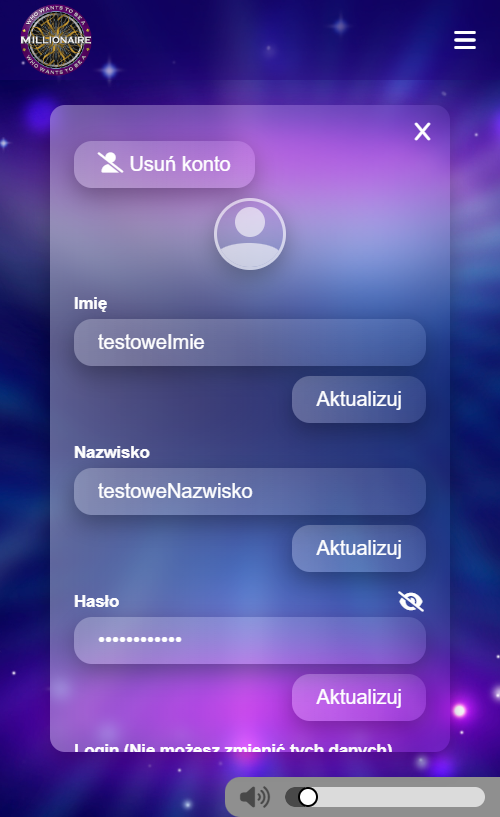 WHO WANTS TO BE A
MILLIONAIRE
WHO WANTS TO BE A
Usuń konto
Imię
testoweImie
Aktualizuj
Nazwisko
testoweNazwisko
Aktualizuj
Hasło
••••••••••••
Aktualizuj
Login (Nie możesz zmienić tych danych)